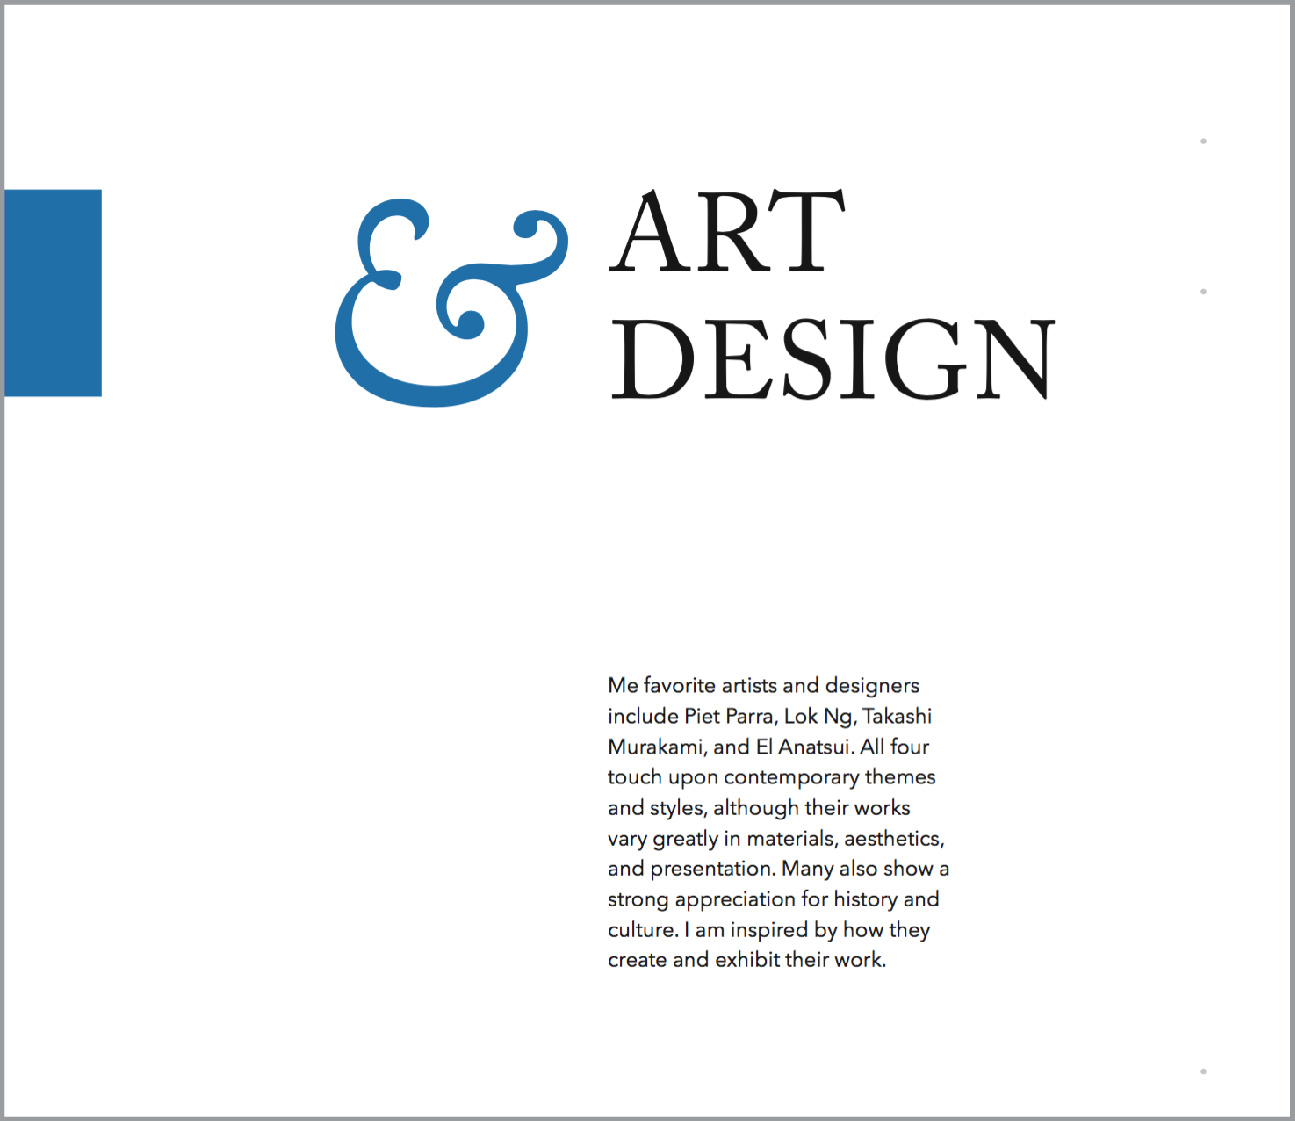 & ART
DESIGN
Me favorite artists and designers
include Piet Parra, Lok Ng, Takashi
Murakami, and El Anatsui. All four
touch upon contemporary themes
and styles, although their works
vary greatly in materials, aesthetics,
and presentation. Many also show a
strong appreciation for history and
culture. I am inspired by how they
create and exhibit their work.